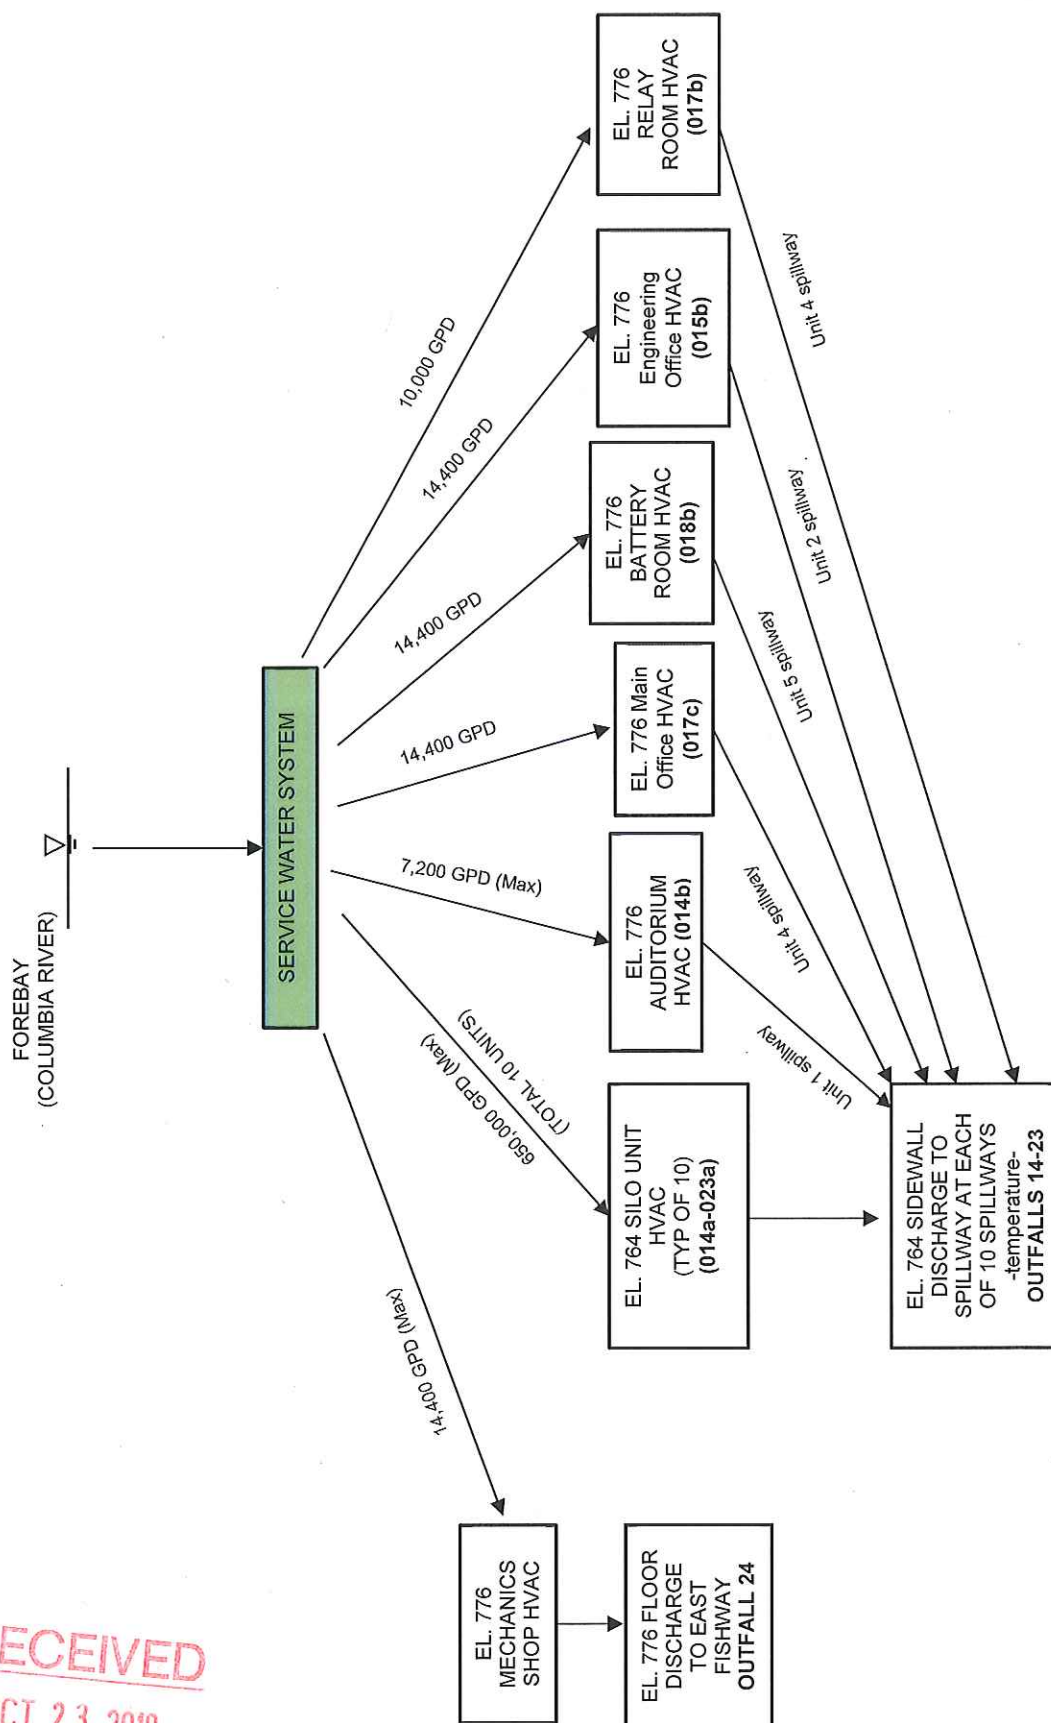 FOREBAY
(COLUMBIA RIVER)
SERVICE WATER SYSTEM
14,400 GPD (Max)
650,000 GPD (Max)
(TOTAL 10 UNITS)
7,200 GPD (Max)
14,400 GPD
14,400 GPD
14,400 GPD
10,000 GPD
EL. 776
MECHANICS
SHOP HVAC
EL. 764 SILO UNIT
HVAC
(TYP OF 10)
(014a-023a)
EL. 776
AUDITORIUM
HVAC (014b)
EL. 776 Main
Office HVAC
(017c)
EL. 776
BATTERY
ROOM HVAC
(018b)
EL. 776
Engineering
Office HVAC
(015b)
EL. 776
RELAY
ROOM HVAC
(017b)
Unit 1 spillway
Unit 4 spillway
Unit 5 spillway
Unit 2 spillway
Unit 4 spillway
EL. 776 FLOOR
DISCHARGE
TO EAST
FISHWAY
OUTFALL 24
EL. 764 SIDEWALL
DISCHARGE TO
SPILLWAY AT EACH
OF 10 SPILLWAYS
-temperature-
OUTFALLS 14-23
ECEIVED
CT 23